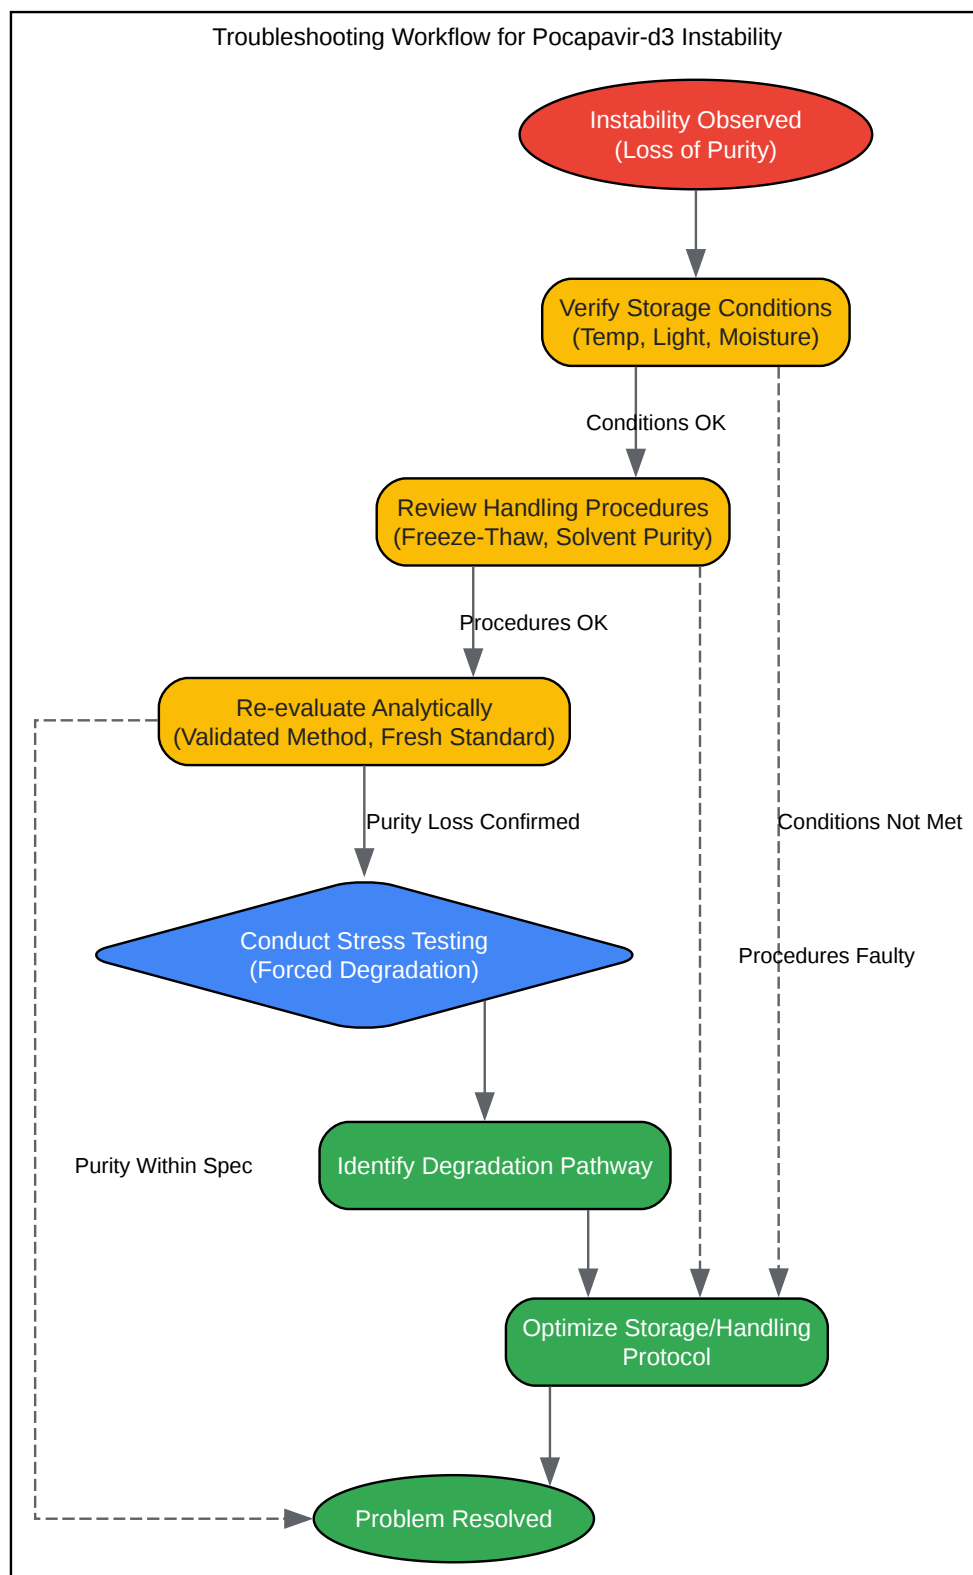 Troubleshooting Workflow for Pocapavir-d3 Instability
Instability Observed
(Loss of Purity)
Verify Storage Conditions
(Temp, Light, Moisture)
Conditions OK
Review Handling Procedures
(Freeze-Thaw, Solvent Purity)
Procedures OK
Re-evaluate Analytically
(Validated Method, Fresh Standard)
Purity Loss Confirmed
Conditions Not Met
Conduct Stress Testing
(Forced Degradation)
Procedures Faulty
Purity Within Spec
Identify Degradation Pathway
Optimize Storage/Handling
Protocol
Problem Resolved